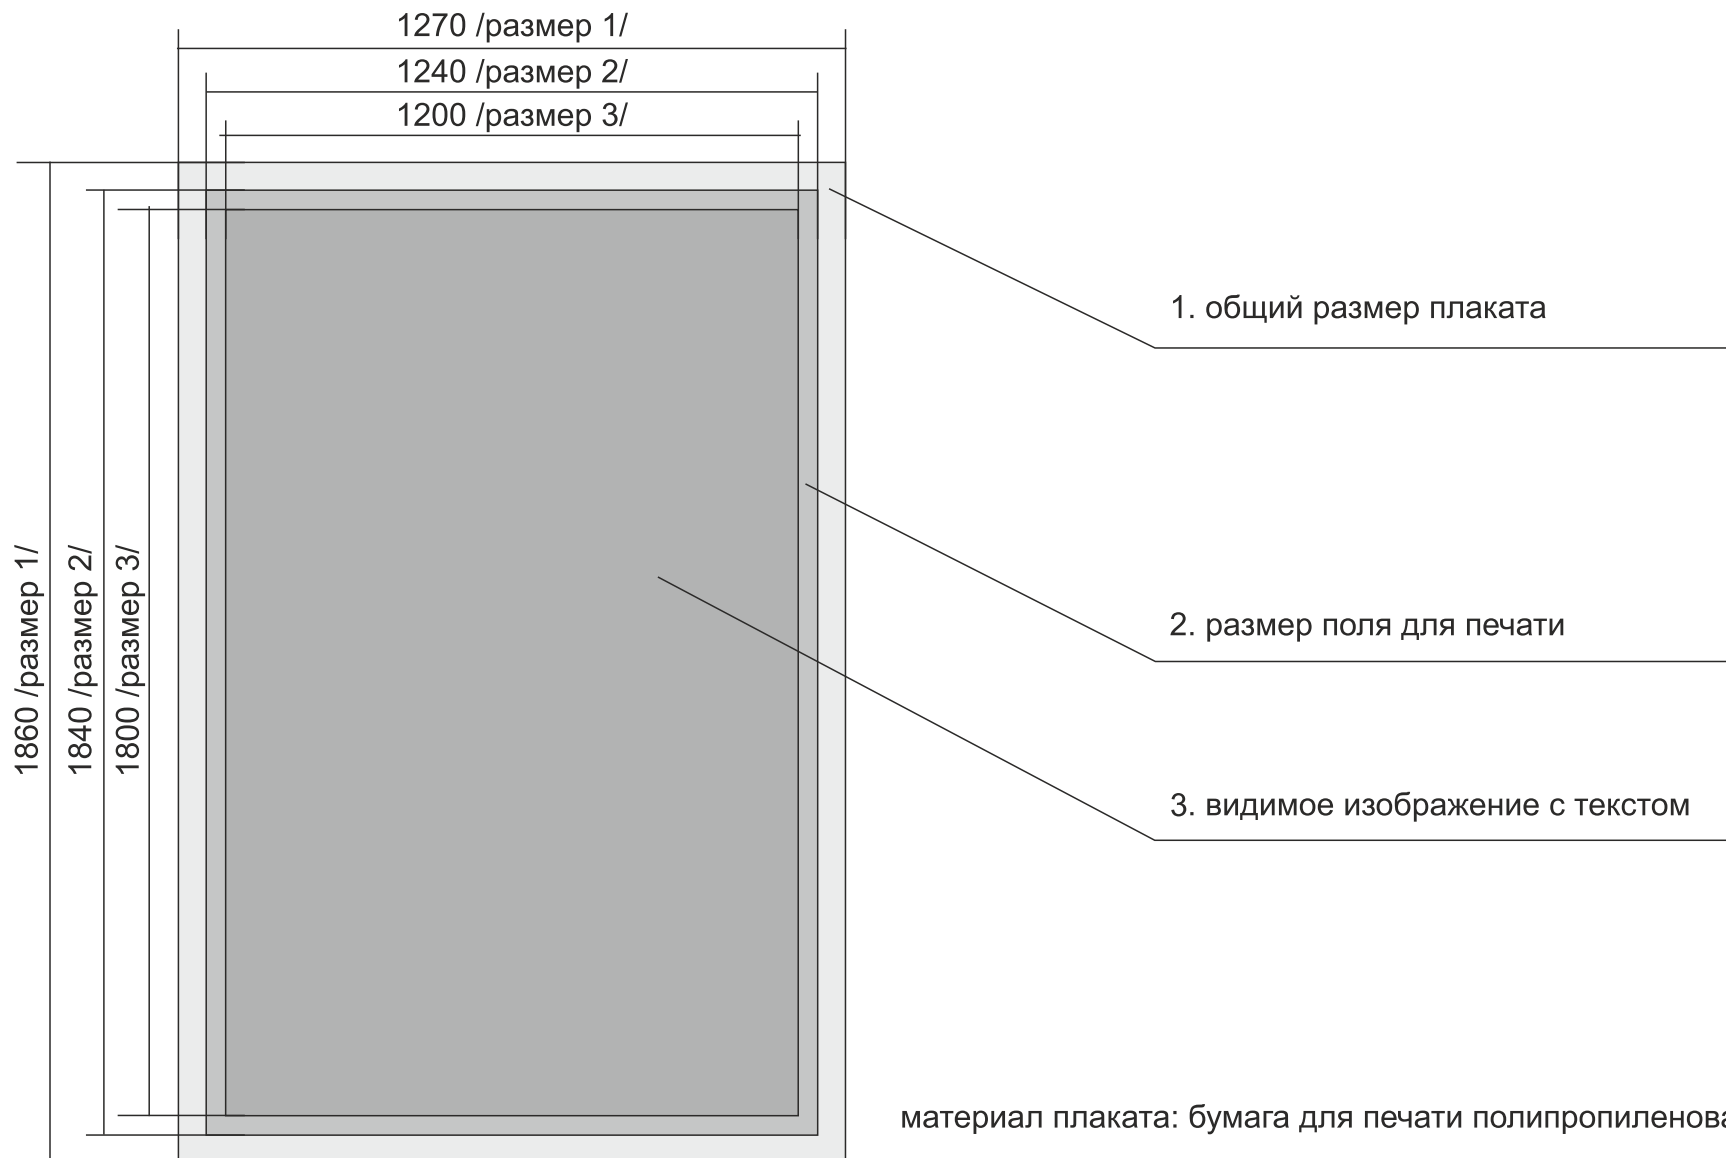 1270 /размер 1/
1240 /размер 2/
1200 /размер 3/
1860 /размер 1/
1840 /размер 2/
1800 /размер 3/
1. общий размер плаката
2. размер поля для печати
3. видимое изображение с текстом
материал плаката: бумага для печати